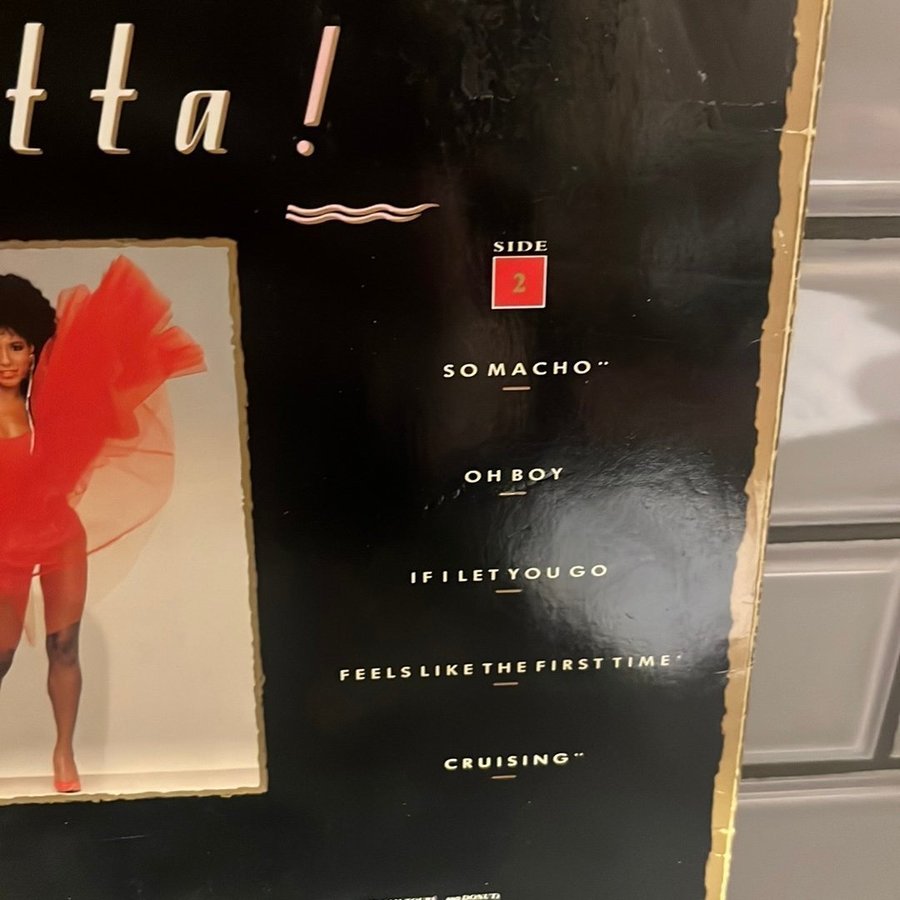 tta!
SIDE
2
SO MACHO"
OH BOY
IF I LET YOU GO
FEELS LIKE THE FIRST TIME'
CRUISING"